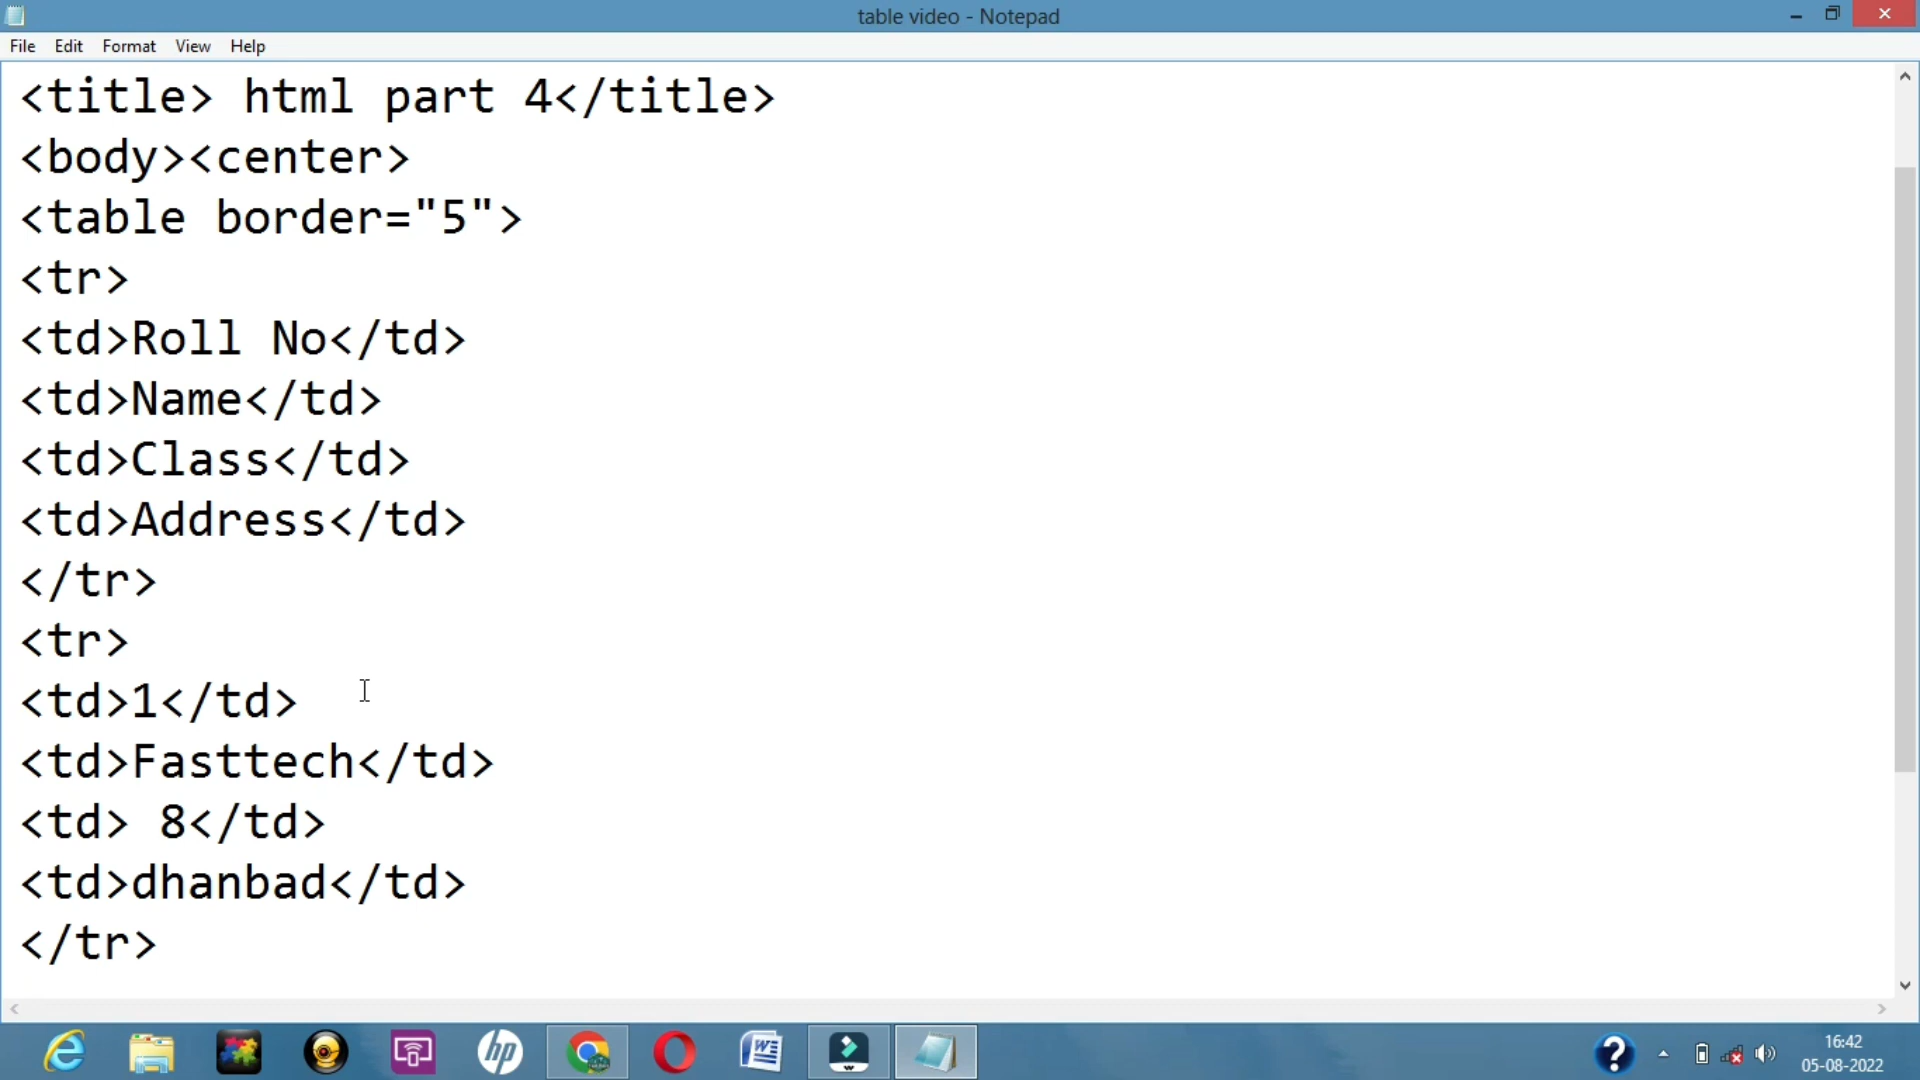 table video - Notepad
File Edit Format View Help
<title> html part 4</title>
<body><center>
<table border="5">
<tr>
<td>Roll No</td>
<td>Name</td>
<td>Class</td>
<td>Address</td>
</tr>
<tr>
<td>1</td>
<td>Fasttech</td>
<td> 8</td>
<td>dhanbad</td>
</tr>
hp
W
?
16:42
05-08-2022